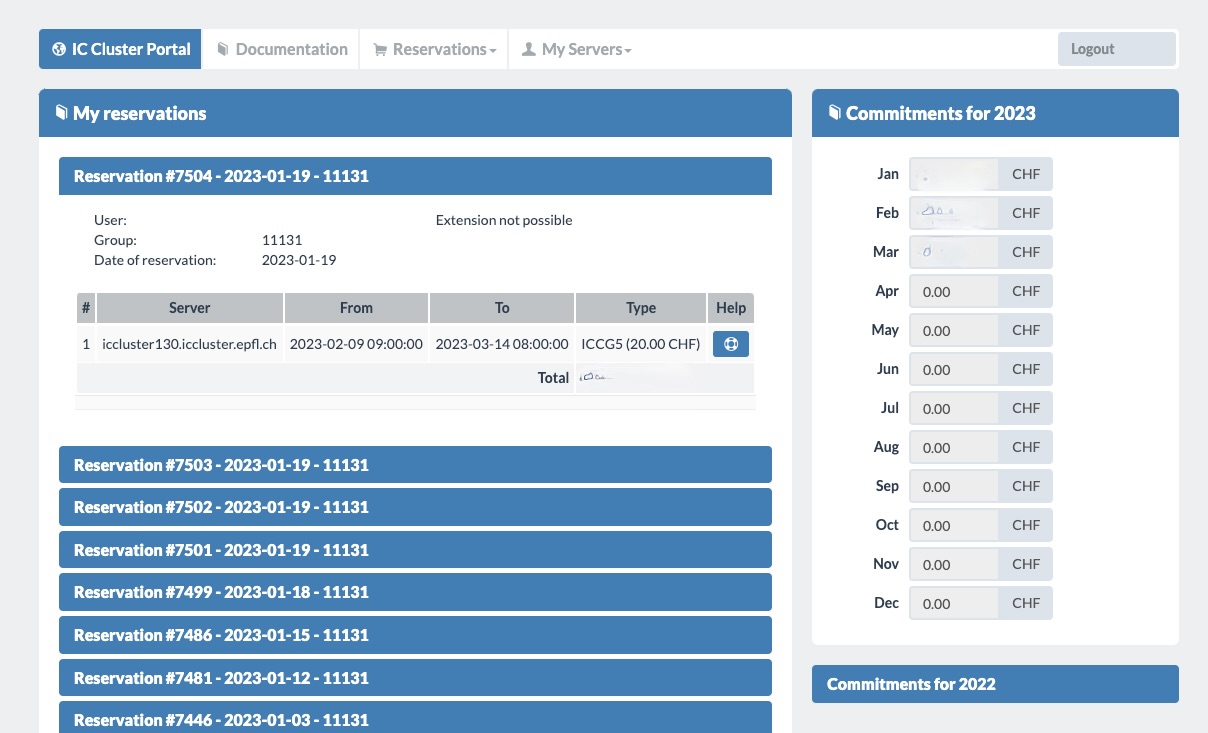 IC Cluster Portal Documentation Reservations My Servers Logout
My reservations
Reservation #7504 - 2023-01-19 - 11131
User: Extension not possible
Group: 11131
Date of reservation: 2023-01-19
# Server From To Type Help
1 iccluster130.iccluster.epfl.ch 2023-02-09 09:00:00 2023-03-14 08:00:00 ICCG5 (20.00 CHF)
Total
Reservation #7503 - 2023-01-19 - 11131
Reservation #7502 - 2023-01-19 - 11131
Reservation #7501 - 2023-01-19 - 11131
Reservation #7499 - 2023-01-18 - 11131
Reservation #7486 - 2023-01-15 - 11131
Reservation #7481 - 2023-01-12 - 11131
Reservation #7446 - 2023-01-03 - 11131
Commitments for 2023
Jan CHF
Feb CHF
Mar CHF
Apr 0.00 CHF
May 0.00 CHF
Jun 0.00 CHF
Jul 0.00 CHF
Aug 0.00 CHF
Sep 0.00 CHF
Oct 0.00 CHF
Nov 0.00 CHF
Dec 0.00 CHF
Commitments for 2022